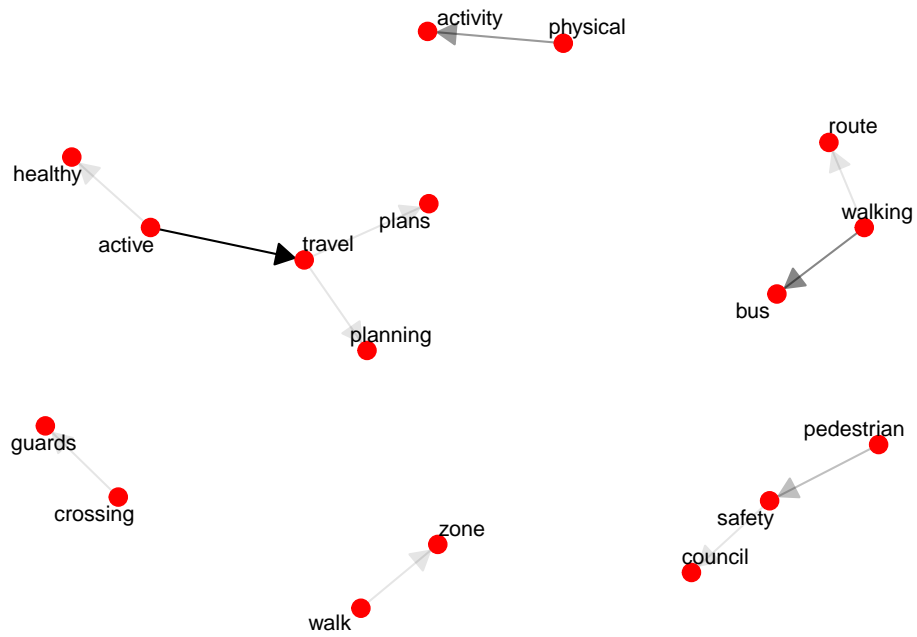 activity
physical
route
healthy
walking
plans
active
travel
bus
planning
pedestrian
guards
crossing
safety
zone
council
walk